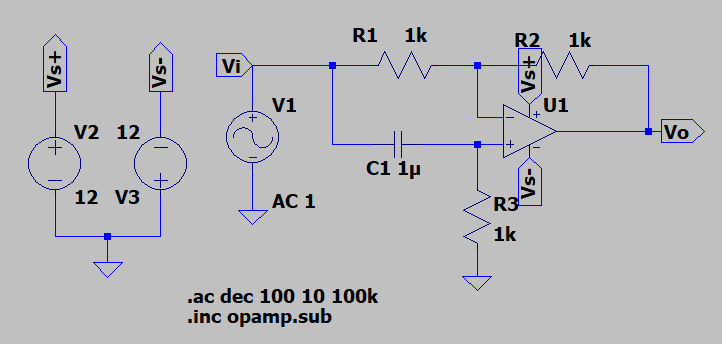 Vs+
Vs-
Vi
R1 1k
R2 1k
Vs+
V1
U1
V2 12
Vo
C1 1µ
Vs-
12 V3
AC 1
R3
1k
.ac dec 100 10 100k
.inc opamp.sub